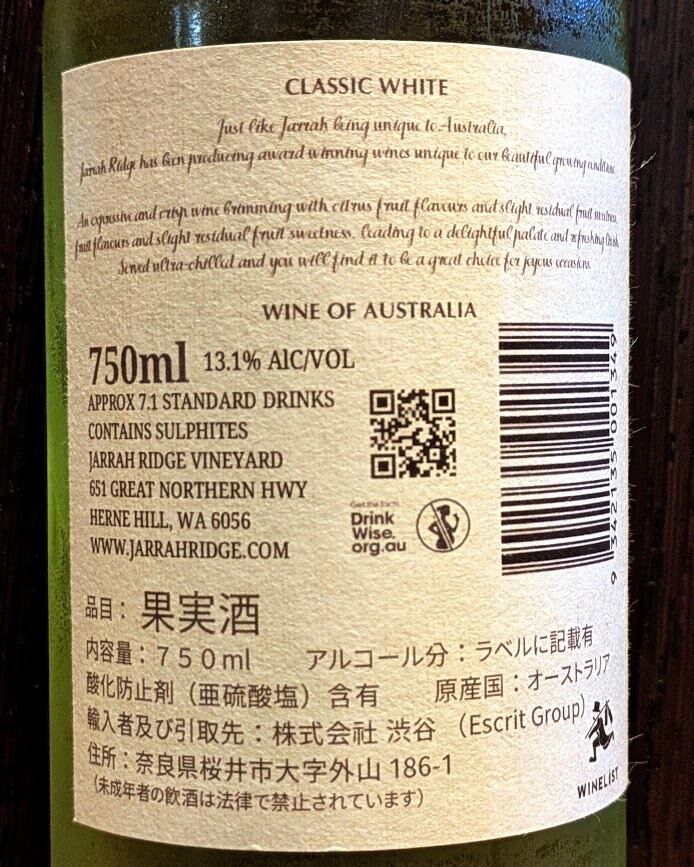 CLASSIC WHITE
Just like Jarrah being unique to Australia,
Jarrah Ridge has been producing award winning wines unique to our beautiful growing conditions.
An expressive and crisp wine brimming with citrus fruit flavours and slight residual fruit sweetness,
fruit flavours and slight residual fruit sweetness. Leading to a delightful palate and refreshing finish.
Served ultra-chilled and you will find it to be a great choice for joyous occasions.
WINE OF AUSTRALIA
750ml 13.1% AlC/VOL
APPROX 7.1 STANDARD DRINKS
CONTAINS SULPHITES
JARRAH RIDGE VINEYARD
651 GREAT NORTHERN HWY
HERNE HILL, WA 6056
WWW.JARRAHRIDGE.COM
Get the facts
Drink
Wise.
org.au
9 342135 001349
品目：果実酒
内容量：７５０ml アルコール分：ラベルに記載有
酸化防止剤（亜硫酸塩）含有 原産国：オーストラリア
輸入者及び引取先：株式会社 渋谷 （Escrit Group)
住所：奈良県桜井市大字外山 186-1
（未成年者の飲酒は法律で禁止されています）
WINELIST